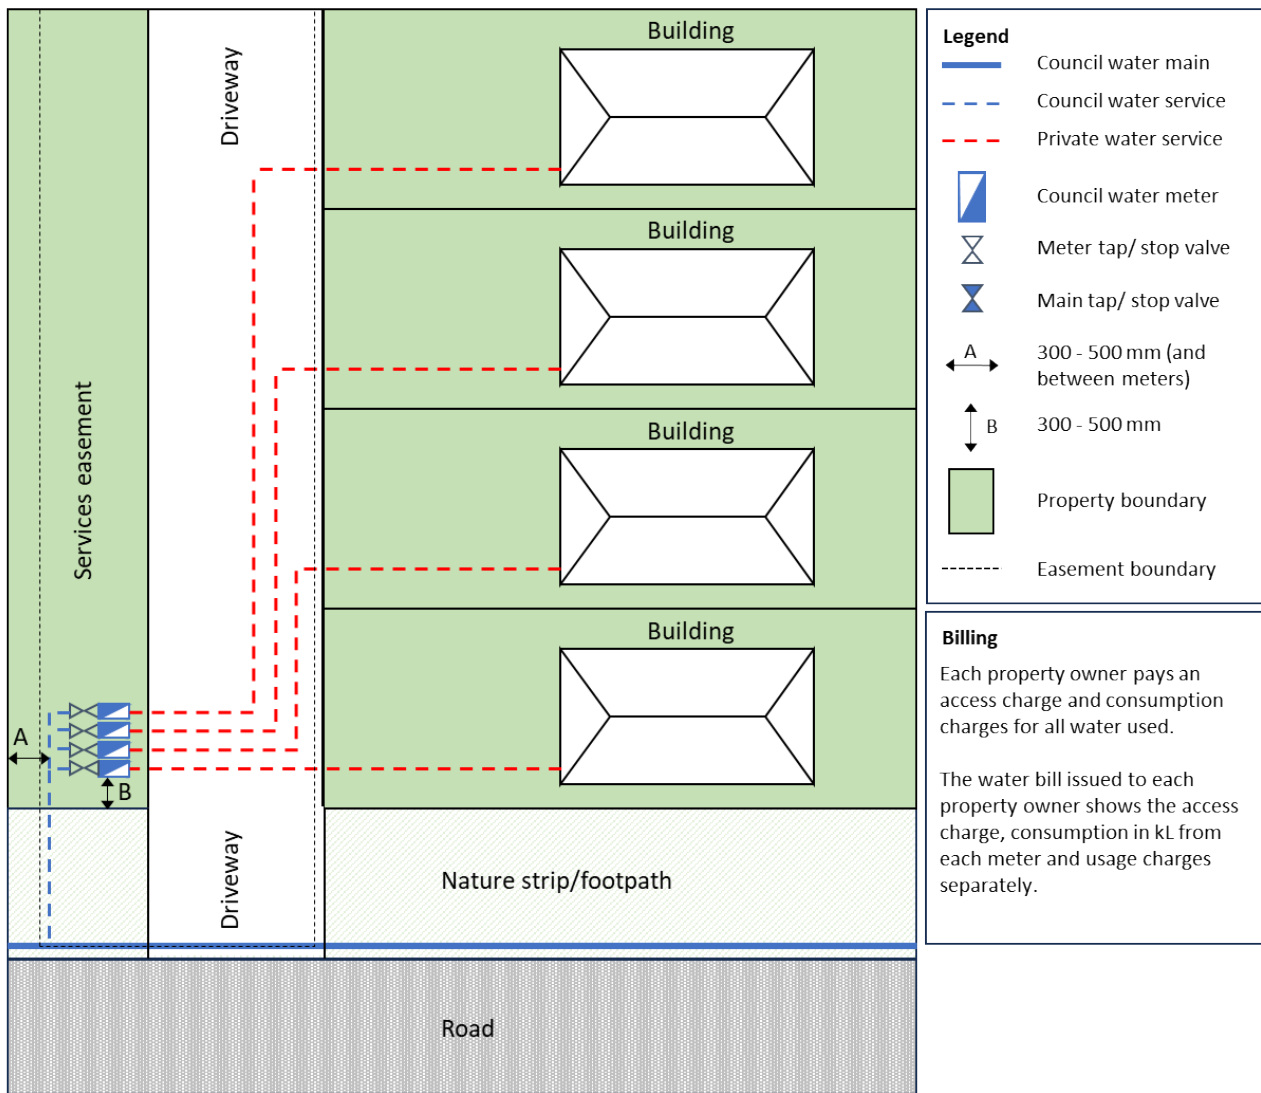 Building
Driveway
Building
Services easement
Building
Building
A
B
Driveway
Nature strip/footpath
Road
Legend
Council water main
Council water service
Private water service
Council water meter
Meter tap/ stop valve
Main tap/ stop valve
A
300 - 500 mm (and
between meters)
B
300 - 500 mm
Property boundary
Easement boundary
Billing
Each property owner pays an
access charge and consumption
charges for all water used.
The water bill issued to each
property owner shows the access
charge, consumption in kL from
each meter and usage charges
separately.